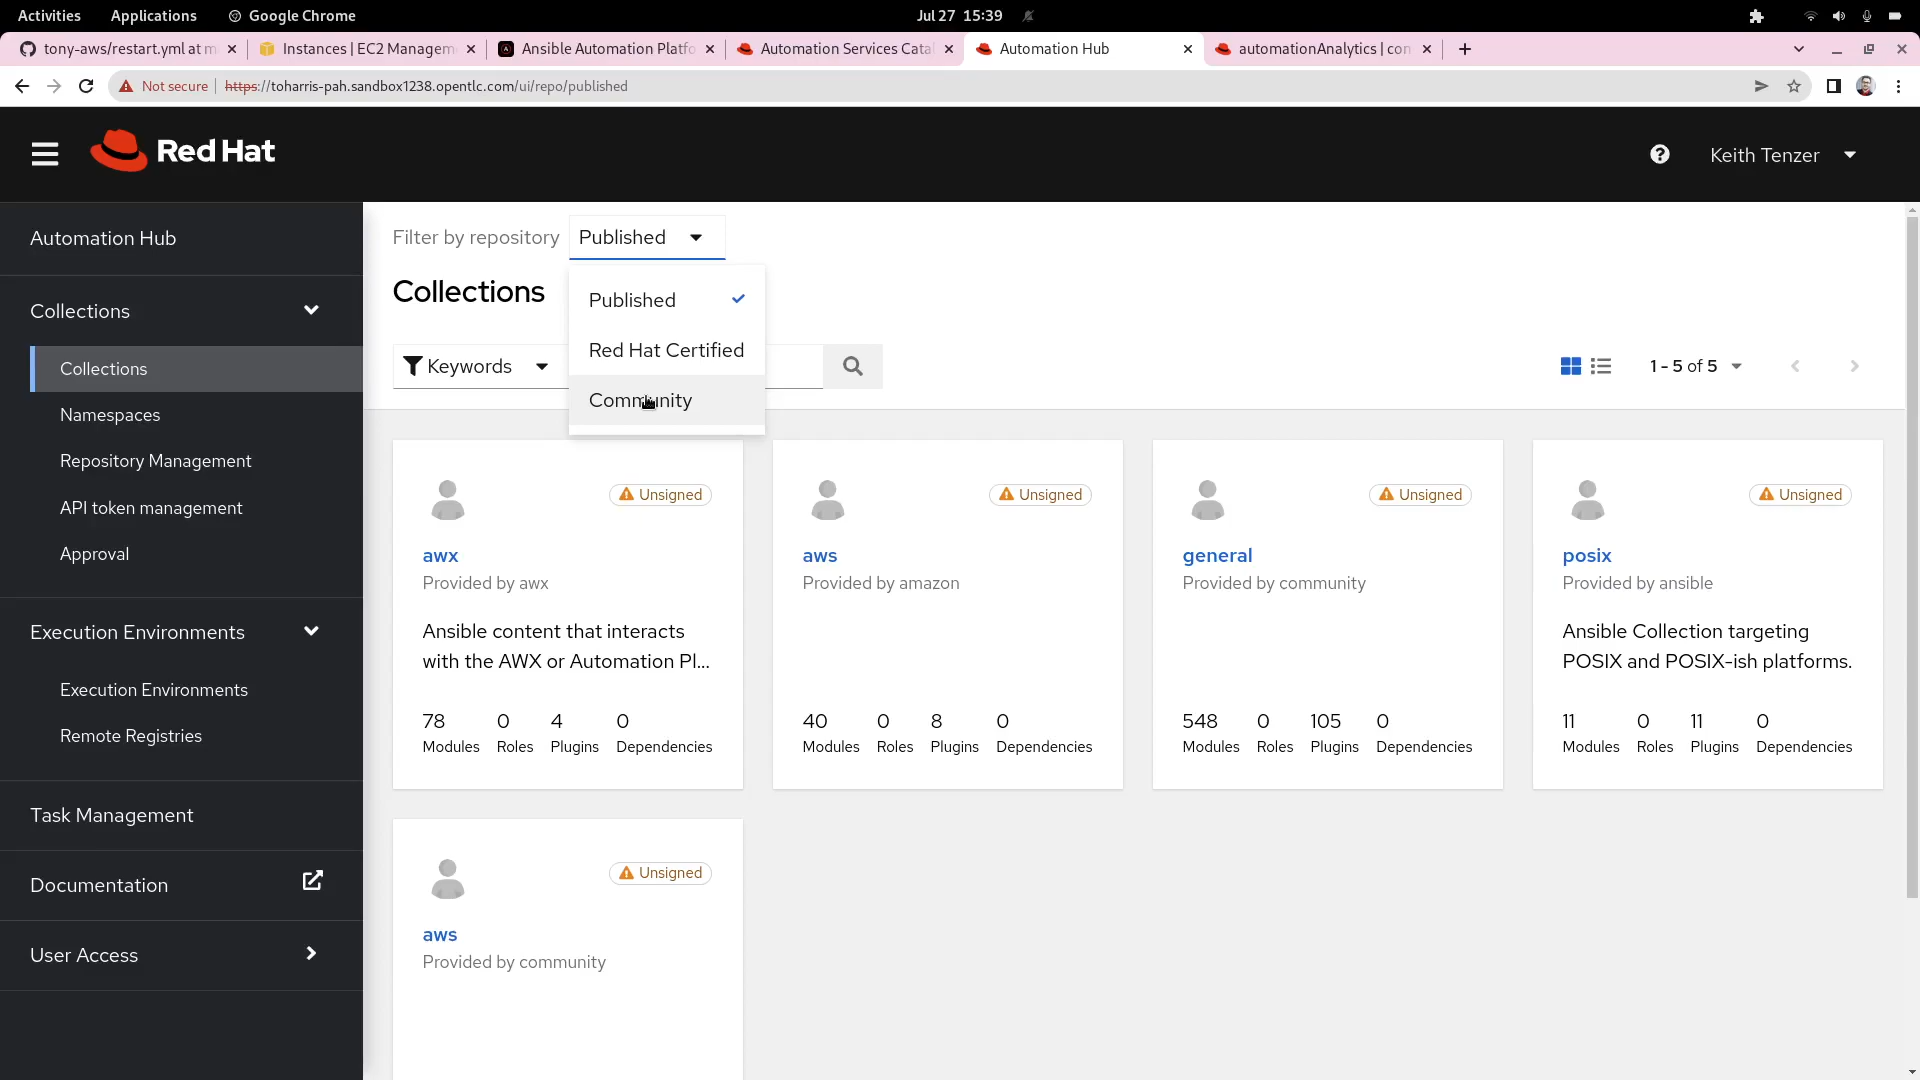 Activities Applications Google Chrome Jul 27 15:39
tony-aws/restart.yml at m Instances | EC2 Managem Ansible Automation Platfo Automation Services Catal Automation Hub automationAnalytics | con
Not secure https://toharris-pah.sandbox1238.opentlc.com/ui/repo/published
Red Hat
Keith Tenzer
Automation Hub
Collections
Collections
Namespaces
Repository Management
API token management
Approval
Execution Environments
Execution Environments
Remote Registries
Task Management
Documentation
User Access
Filter by repository Published
Collections
Published
Red Hat Certified
Community
Keywords
1 - 5 of 5
Unsigned
awx
Provided by awx
Ansible content that interacts
with the AWX or Automation Pl...
78 0 4 0
Modules Roles Plugins Dependencies
Unsigned
aws
Provided by amazon
40 0 8 0
Modules Roles Plugins Dependencies
Unsigned
general
Provided by community
548 0 105 0
Modules Roles Plugins Dependencies
Unsigned
posix
Provided by ansible
Ansible Collection targeting
POSIX and POSIX-ish platforms.
11 0 11 0
Modules Roles Plugins Dependencies
Unsigned
aws
Provided by community